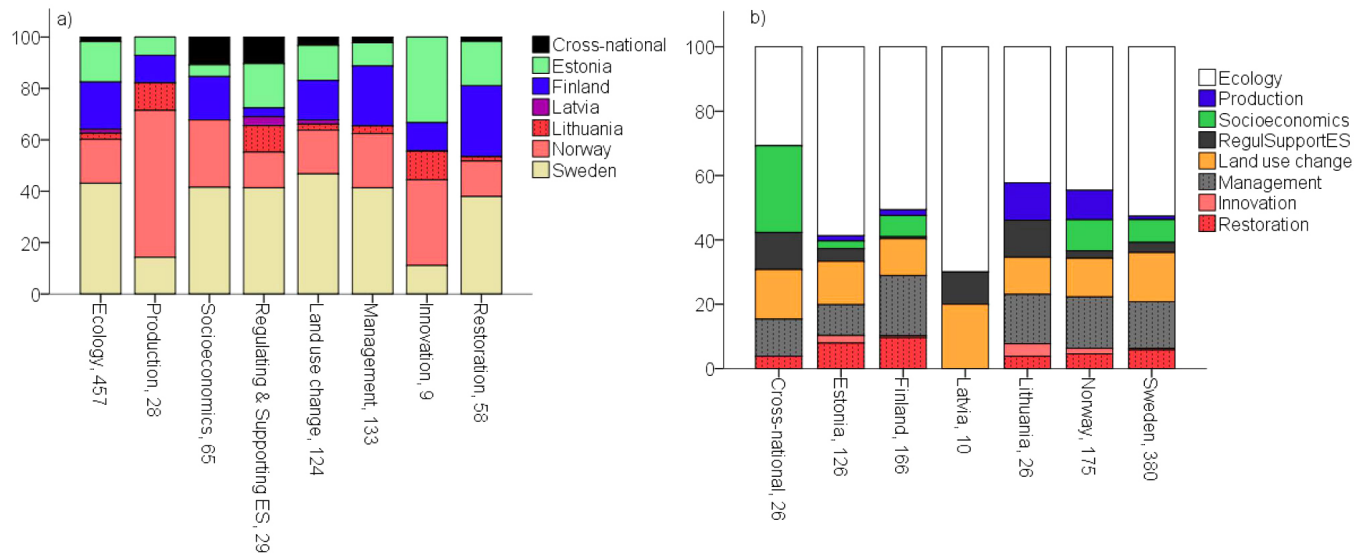 a)
100
80
60
40
20
0
Ecology, 457
Production, 28
Socioeconomics, 65
Regulating & Supporting ES, 29
Land use change, 124
Management, 133
Innovation, 9
Restoration, 58
Cross-national
Estonia
Finland
Latvia
Lithuania
Norway
Sweden
b)
100
80
60
40
20
0
Cross-national, 26
Estonia, 126
Finland, 166
Latvia, 10
Lithuania, 26
Norway, 175
Sweden, 380
Ecology
Production
Socioeconomics
RegulSupportES
Land use change
Management
Innovation
Restoration